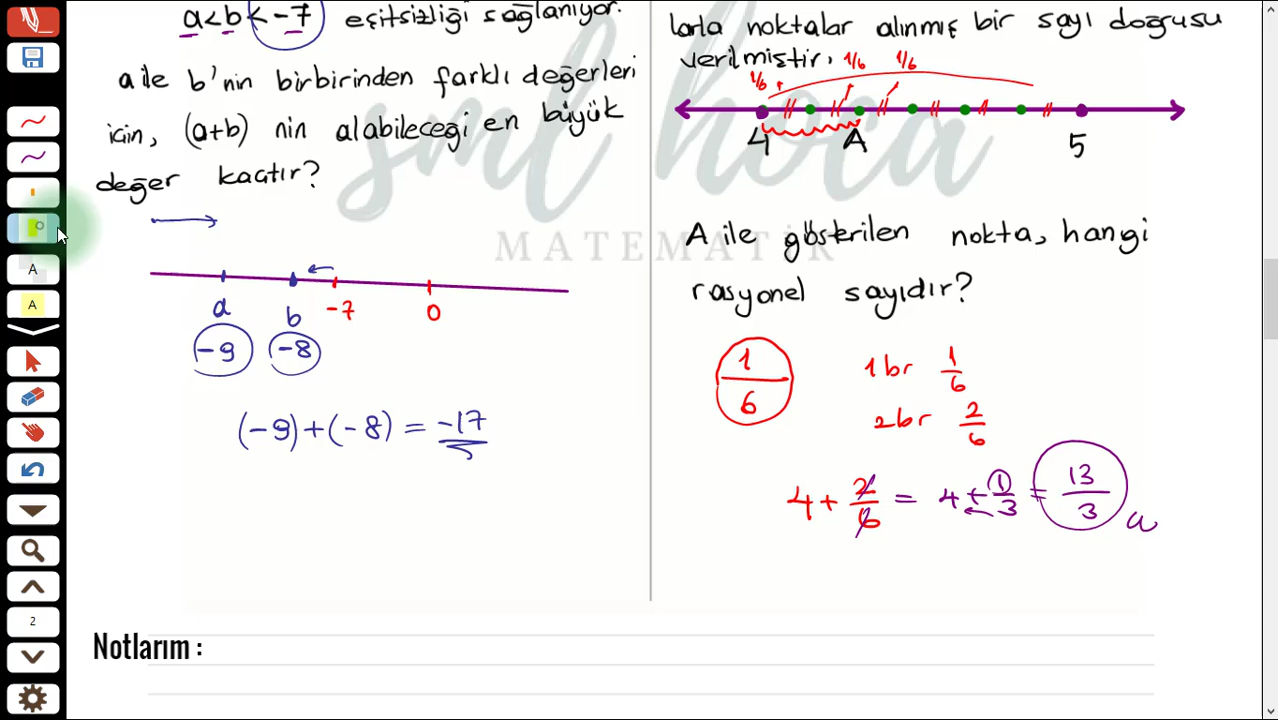 a<b<-7 eşitsizliği sağlanıyor.
a ile b'nin birbirinden farklı değerleri
için, (a+b) nin alabileceği en büyük
değer kaçtır?
a b -7 0
-9 -8
(-9)+(-8) = -17
larla noktalar alınmış bir sayı doğrusu
verilmiştir.
1/6 1/6 1/6
4 A 5
A ile gösterilen nokta, hangi
rasyonel sayıdır?
1/6 1br 1/6
2br 2/6
4 + 2/6 = 4 + 1/3 = 13/3
sml hoca
MATEMATİK
Notlarım :
A
A
2